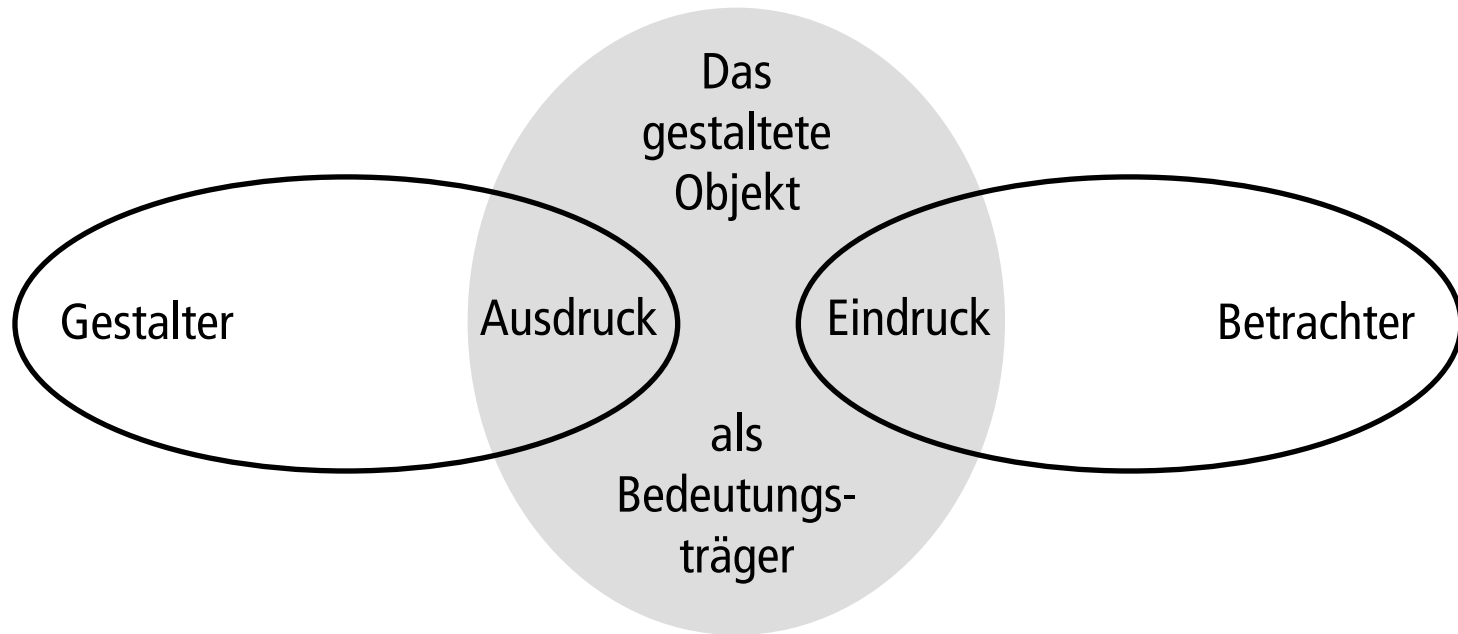 Das
gestaltete
Objekt
Gestalter
Ausdruck
Eindruck
Betrachter
als
Bedeutungs-
träger